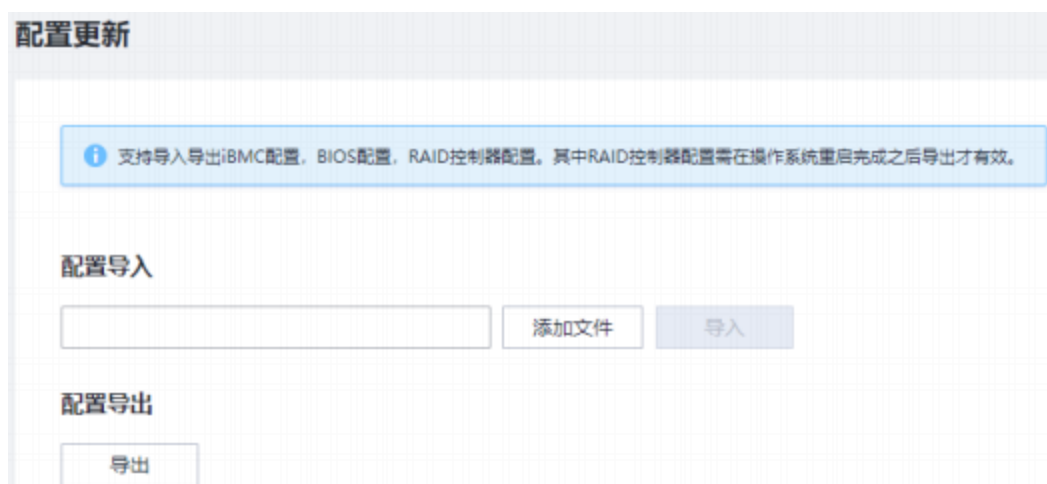 配置更新
支持导入导出iBMC配置，BIOS配置，RAID控制器配置。其中RAID控制器配置需在操作系统重启完成之后导出才有效。
配置导入
添加文件 导入
配置导出
导出